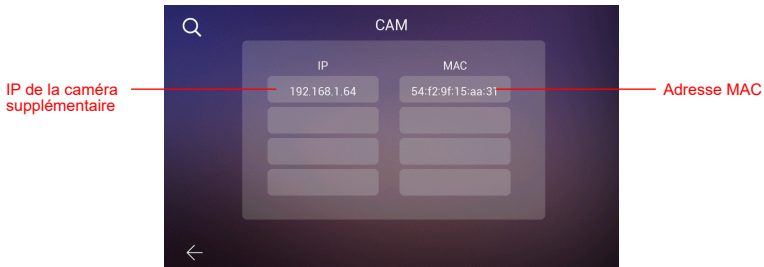 CAM
IP MAC
IP de la caméra
supplémentaire
192.168.1.64 54:f2:9f:15:aa:31
Adresse MAC